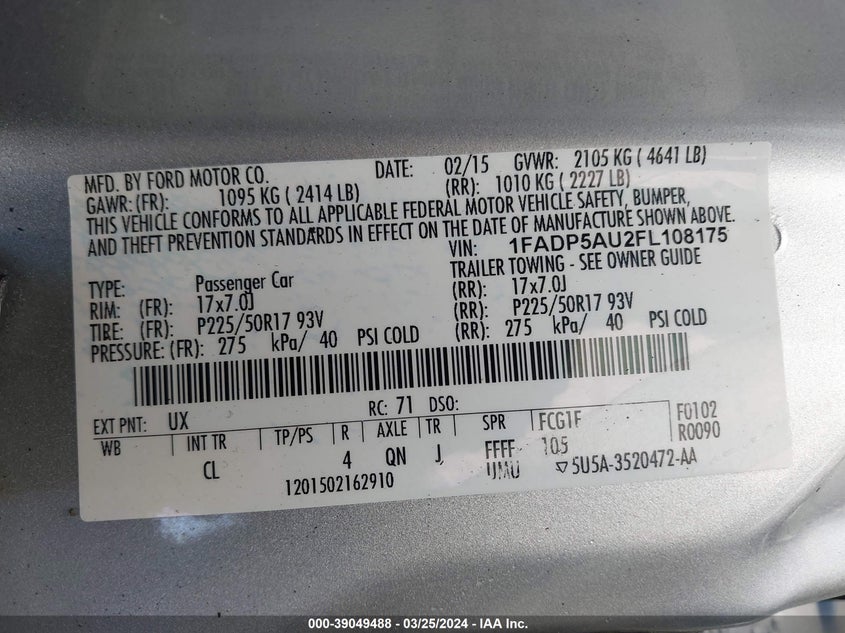 MFD. BY FORD MOTOR CO. DATE: 02/15 GVWR: 2105 KG ( 4641 LB)
GAWR: (FR): 1095 KG ( 2414 LB) (RR): 1010 KG ( 2227 LB)
THIS VEHICLE CONFORMS TO ALL APPLICABLE FEDERAL MOTOR VEHICLE SAFETY, BUMPER,
AND THEFT PREVENTION STANDARDS IN EFFECT ON THE DATE OF MANUFACTURE SHOWN ABOVE.
VIN: 1FADP5AU2FL108175
TYPE: Passenger Car TRAILER TOWING - SEE OWNER GUIDE
RIM: (FR): 17x7.0J (RR): 17x7.0J
TIRE: (FR): P225/50R17 93V (RR): P225/50R17 93V
PRESSURE: (FR): 275 kPa/ 40 PSI COLD (RR): 275 kPa/ 40 PSI COLD
EXT PNT: UX RC: 71 DSO: FCG1F F0102
WB INT TR TP/PS R AXLE TR SPR 105 R0090
CL 4 QN J FFFF
1201502162910 UMU 5U5A-3520472-AA
000-39049488 - 03/25/2024 - IAA Inc.